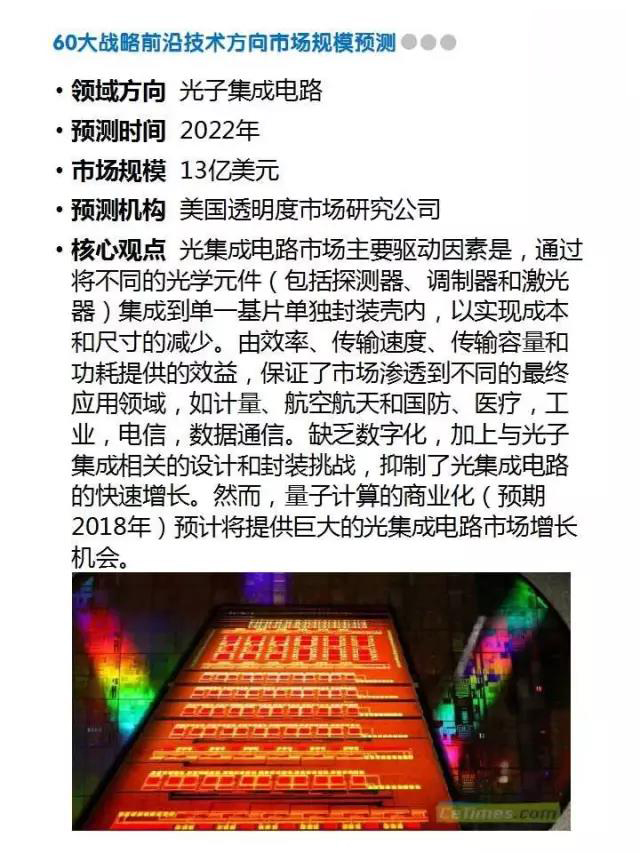 60大战略前沿技术方向市场规模预测
• 领域方向 光子集成电路
• 预测时间 2022年
• 市场规模 13亿美元
• 预测机构 美国透明度市场研究公司
• 核心观点 光集成电路市场主要驱动因素是，通过
将不同的光学元件（包括探测器、调制器和激光
器）集成到单一基片单独封装壳内，以实现成本
和尺寸的减少。由效率、传输速度、传输容量和
功耗提供的效益，保证了市场渗透到不同的最终
应用领域，如计量、航空航天和国防、医疗，工
业，电信，数据通信。缺乏数字化，加上与光子
集成相关的设计和封装挑战，抑制了光集成电路
的快速增长。然而，量子计算的商业化（预期
2018年）预计将提供巨大的光集成电路市场增长
机会。
CeTimes.com